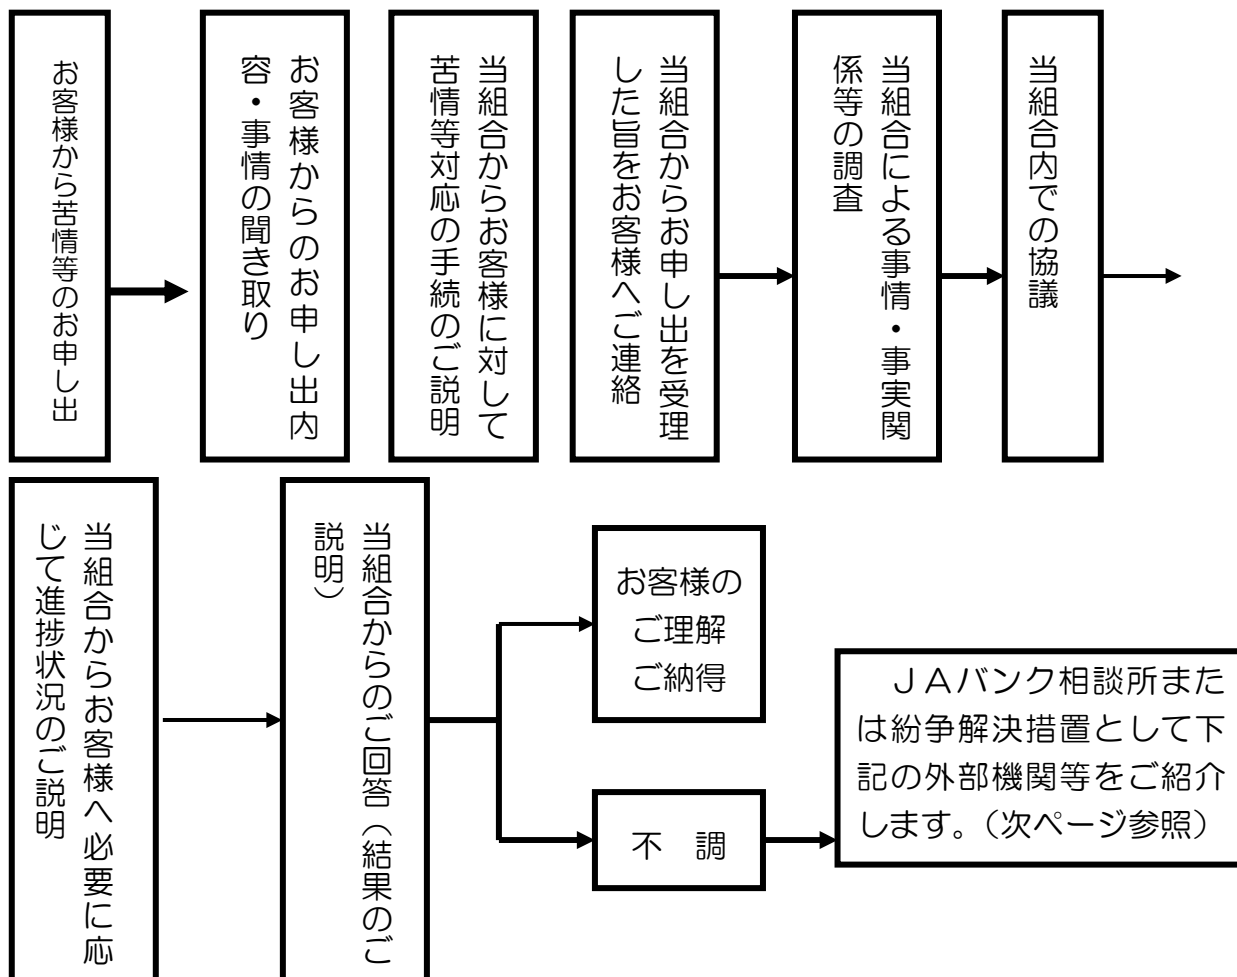 お客様から苦情等のお申し出
お客様からのお申し出内
容・事情の聞き取り
当組合からお客様に対して
苦情等対応の手続のご説明
当組合からお申し出を受理
した旨をお客様へご連絡
当組合による事情・事実関
係等の調査
当組合内での協議
当組合からお客様へ必要に応
じて進捗状況のご説明
当組合からのご回答（結果のご
説明）
お客様の
ご理解
ご納得
不　調
ＪＡバンク相談所また
は紛争解決措置として下
記の外部機関等をご紹介
します。（次ページ参照）